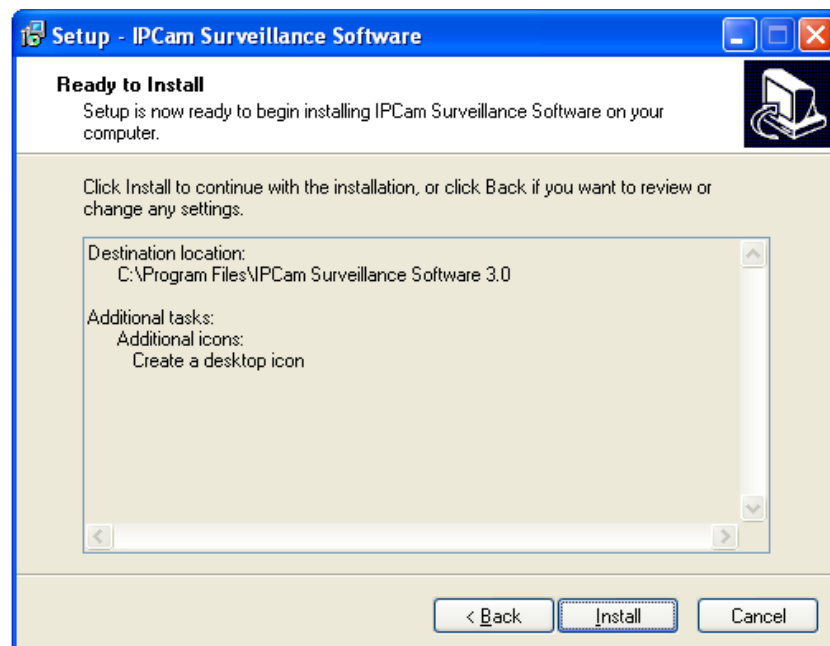 Setup - IPCam Surveillance Software
Ready to Install
Setup is now ready to begin installing IPCam Surveillance Software on your
computer.
Click Install to continue with the installation, or click Back if you want to review or
change any settings.
Destination location:
C:\Program Files\IPCam Surveillance Software 3.0
Additional tasks:
Additional icons:
Create a desktop icon
< Back
Install
Cancel